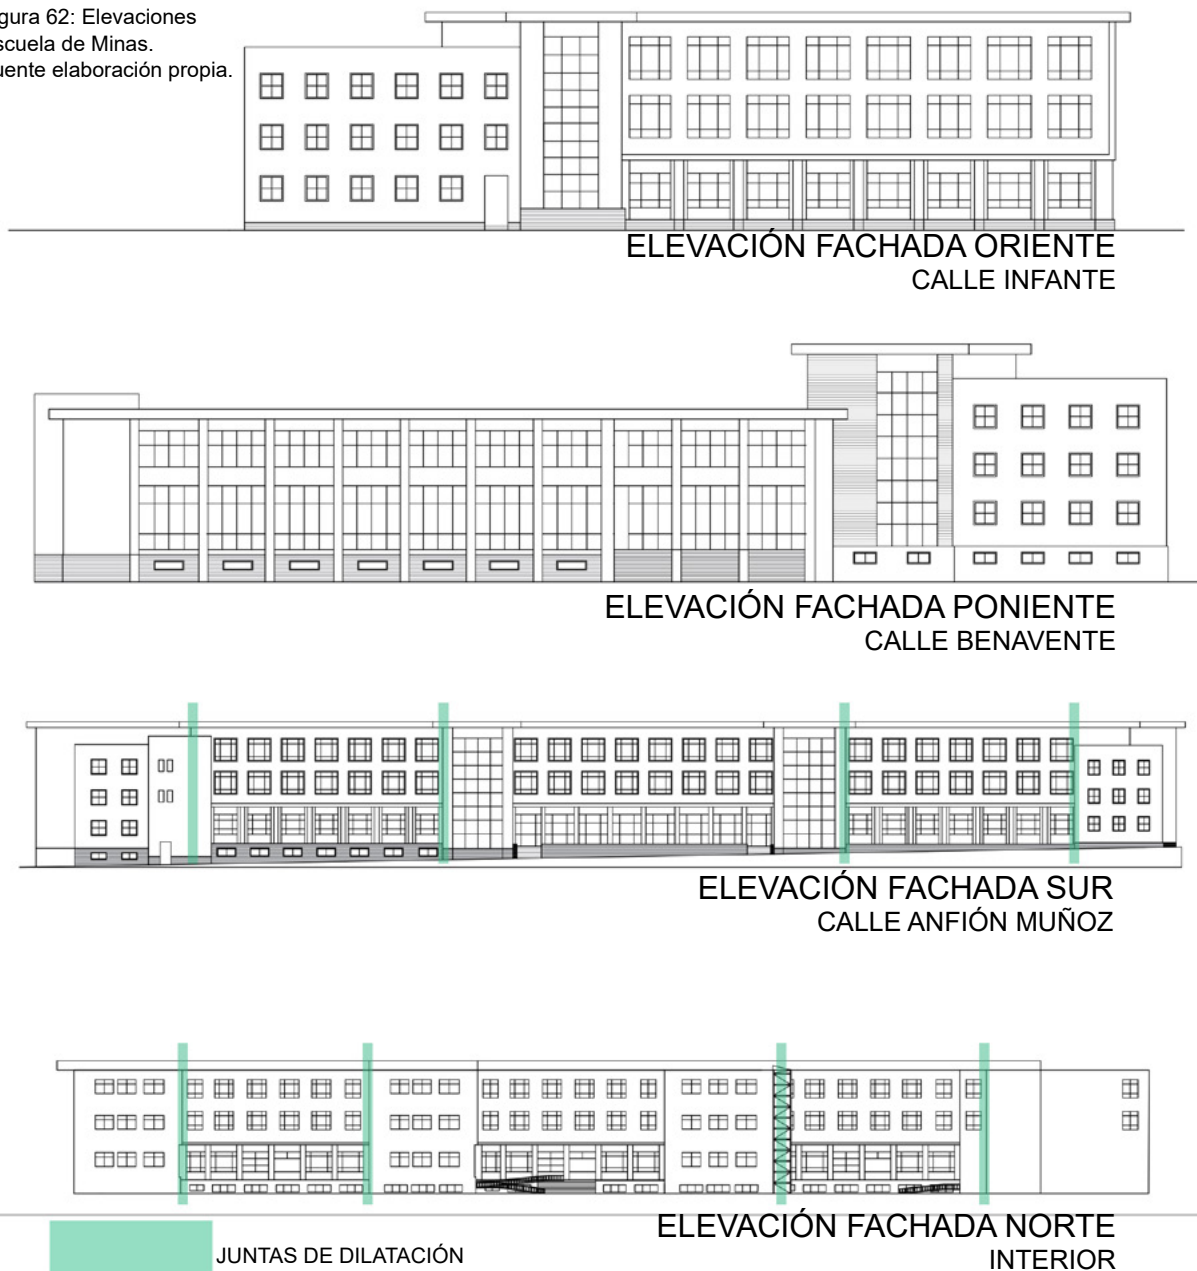 gura 62: Elevaciones
scuela de Minas.
uente elaboración propia.
ELEVACIÓN FACHADA ORIENTE
CALLE INFANTE
ELEVACIÓN FACHADA PONIENTE
CALLE BENAVENTE
ELEVACIÓN FACHADA SUR
CALLE ANFIÓN MUÑOZ
ELEVACIÓN FACHADA NORTE
INTERIOR
JUNTAS DE DILATACIÓN